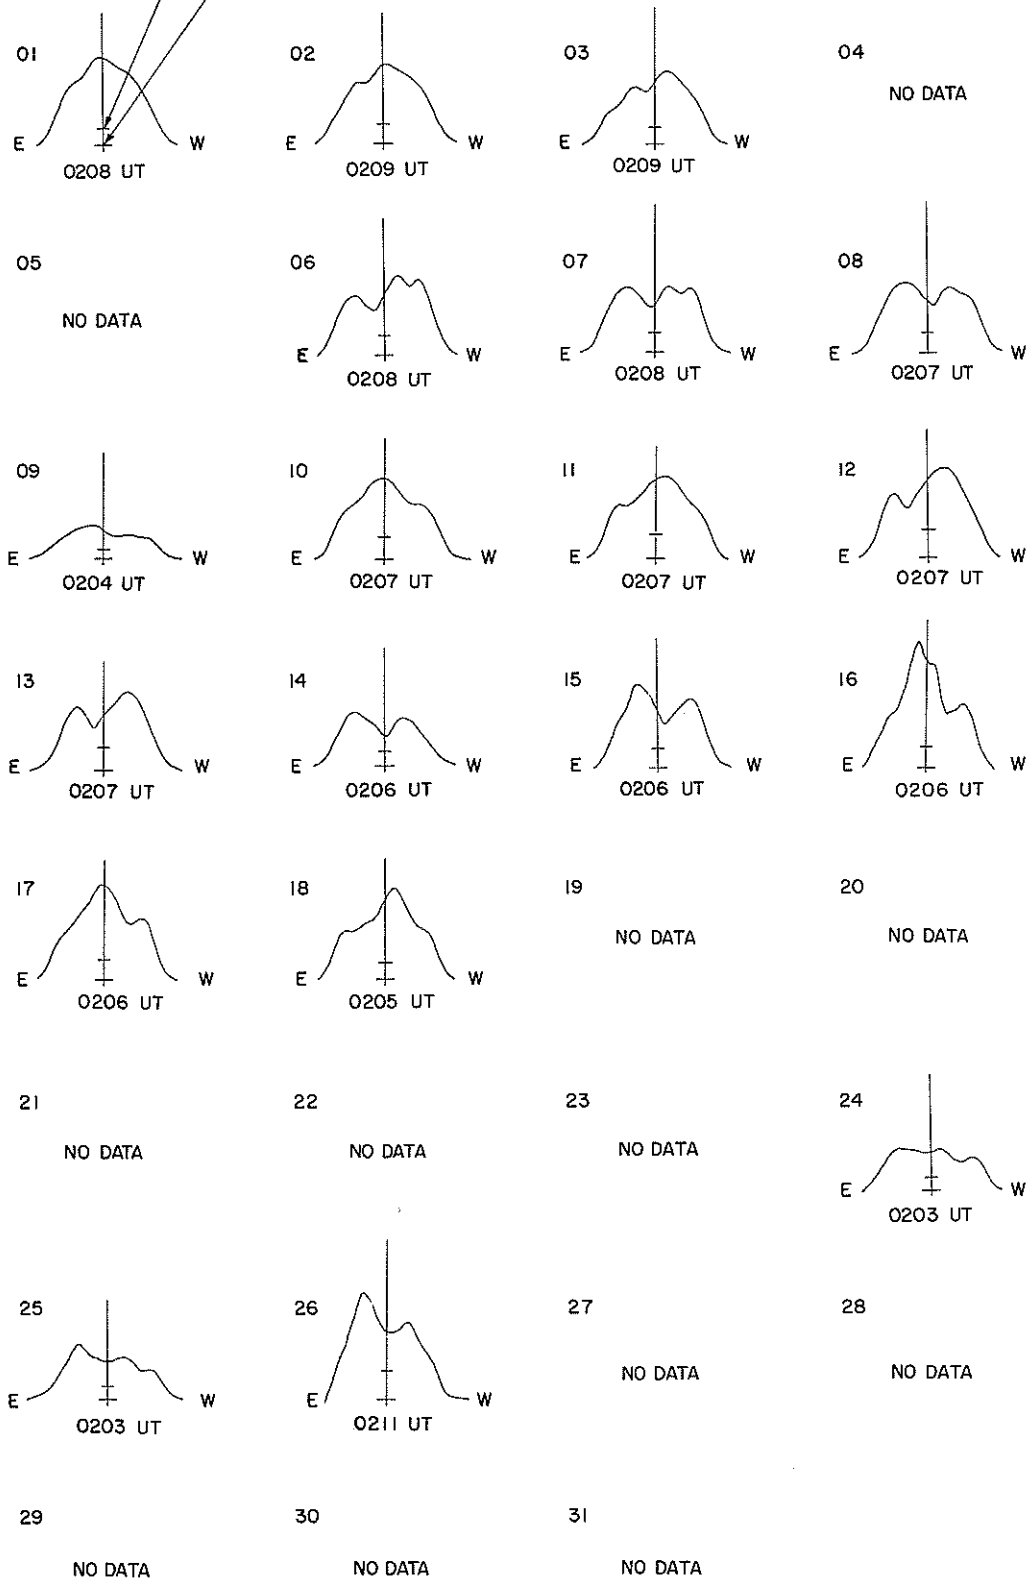 01
E W
0208 UT
02
E W
0209 UT
03
E W
0209 UT
04
NO DATA
05
NO DATA
06
E W
0208 UT
07
E W
0208 UT
08
E W
0207 UT
09
E W
0204 UT
10
E W
0207 UT
11
E W
0207 UT
12
E W
0207 UT
13
E W
0207 UT
14
E W
0206 UT
15
E W
0206 UT
16
E W
0206 UT
17
E W
0206 UT
18
E W
0205 UT
19
NO DATA
20
NO DATA
21
NO DATA
22
NO DATA
23
NO DATA
24
E W
0203 UT
25
E W
0203 UT
26
E W
0211 UT
27
NO DATA
28
NO DATA
29
NO DATA
30
NO DATA
31
NO DATA